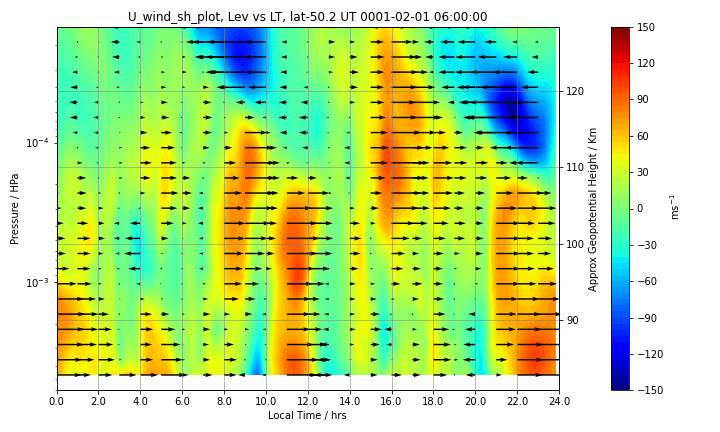 U_wind_sh_plot, Lev vs LT, lat-50.2 UT 0001-02-01 06:00:00
Pressure / HPa
10⁻⁴
10⁻³
0.0 2.0 4.0 6.0 8.0 10.0 12.0 14.0 16.0 18.0 20.0 22.0 24.0
Local Time / hrs
120
110
100
90
Approx Geopotential Height / Km
150
120
90
60
30
0
−30
−60
−90
−120
−150
ms⁻¹